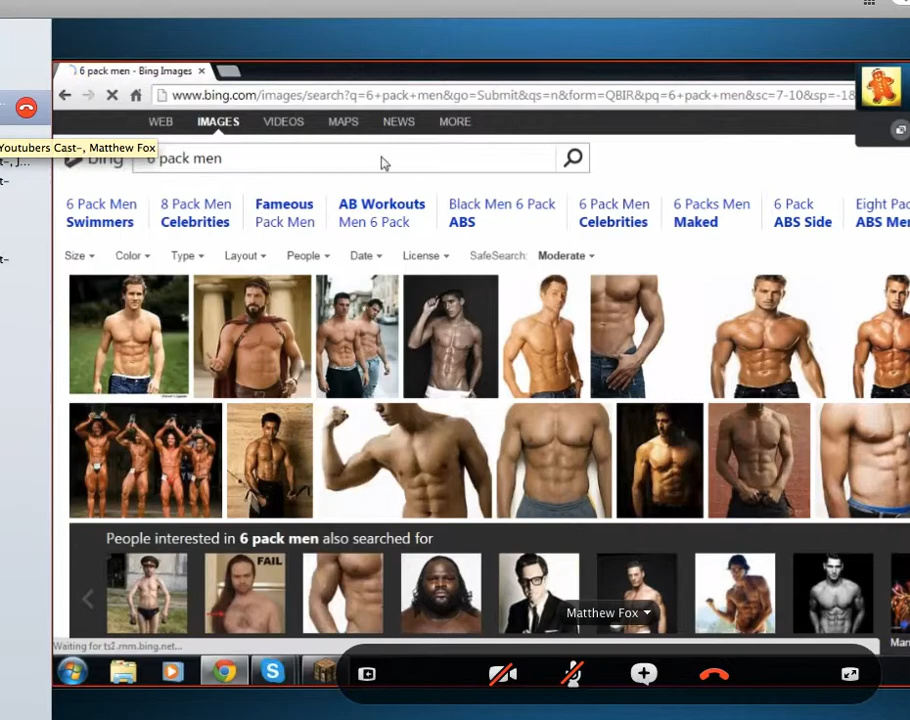 6 pack men - Bing Images ×
www.bing.com/images/search?q=6+pack+men&go=Submit&qs=n&form=QBIR&pq=6+pack+men&sc=7-10&sp=-1&
WEB IMAGES VIDEOS MAPS NEWS MORE
Youtubers Cast-, Matthew Fox
bing 6 pack men
6 Pack Men Swimmers
8 Pack Men Celebrities
Fameous Pack Men
AB Workouts Men 6 Pack
Black Men 6 Pack ABS
6 Pack Men Celebrities
6 Packs Men Maked
6 Pack ABS Side
Eight Pac
ABS Men
Size Color Type Layout People Date License SafeSearch: Moderate
People interested in 6 pack men also searched for
FAIL
Matthew Fox
Waiting for ts2.mm.bing.net...